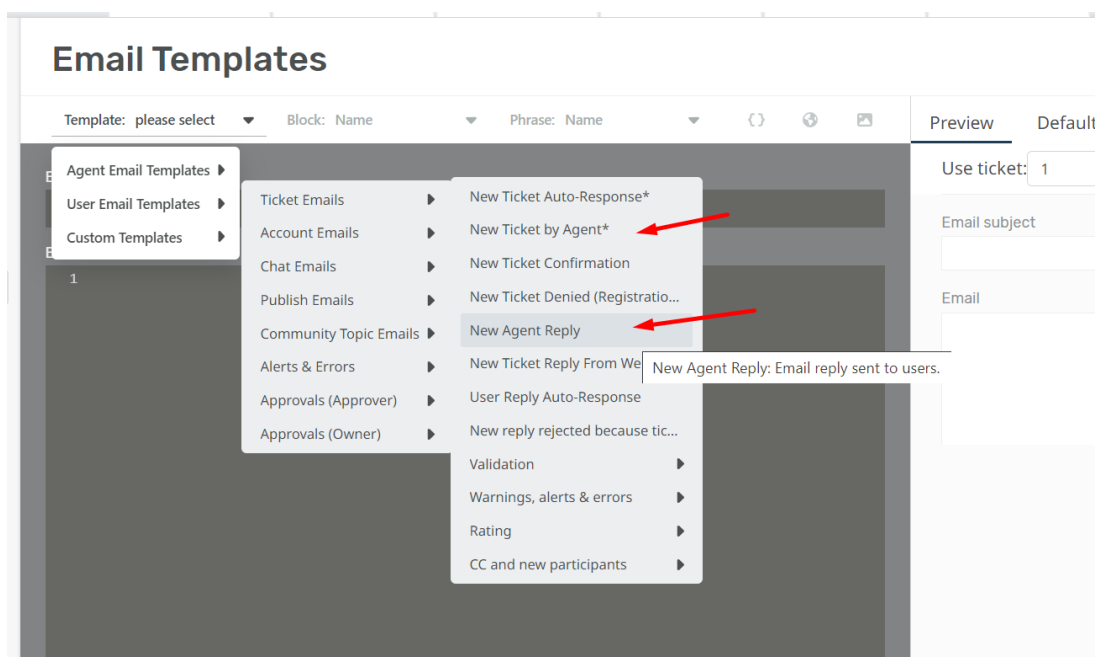 Email Templates
Template: please select
Block: Name
Phrase: Name
{}
Preview
Default
Use ticket: 1
Email subject
Email
Agent Email Templates
User Email Templates
Custom Templates
E
E
1
Ticket Emails
Account Emails
Chat Emails
Publish Emails
Community Topic Emails
Alerts & Errors
Approvals (Approver)
Approvals (Owner)
New Ticket Auto-Response*
New Ticket by Agent*
New Ticket Confirmation
New Ticket Denied (Registratio...
New Agent Reply
New Ticket Reply From We
New Agent Reply: Email reply sent to users.
User Reply Auto-Response
New reply rejected because tic...
Validation
Warnings, alerts & errors
Rating
CC and new participants